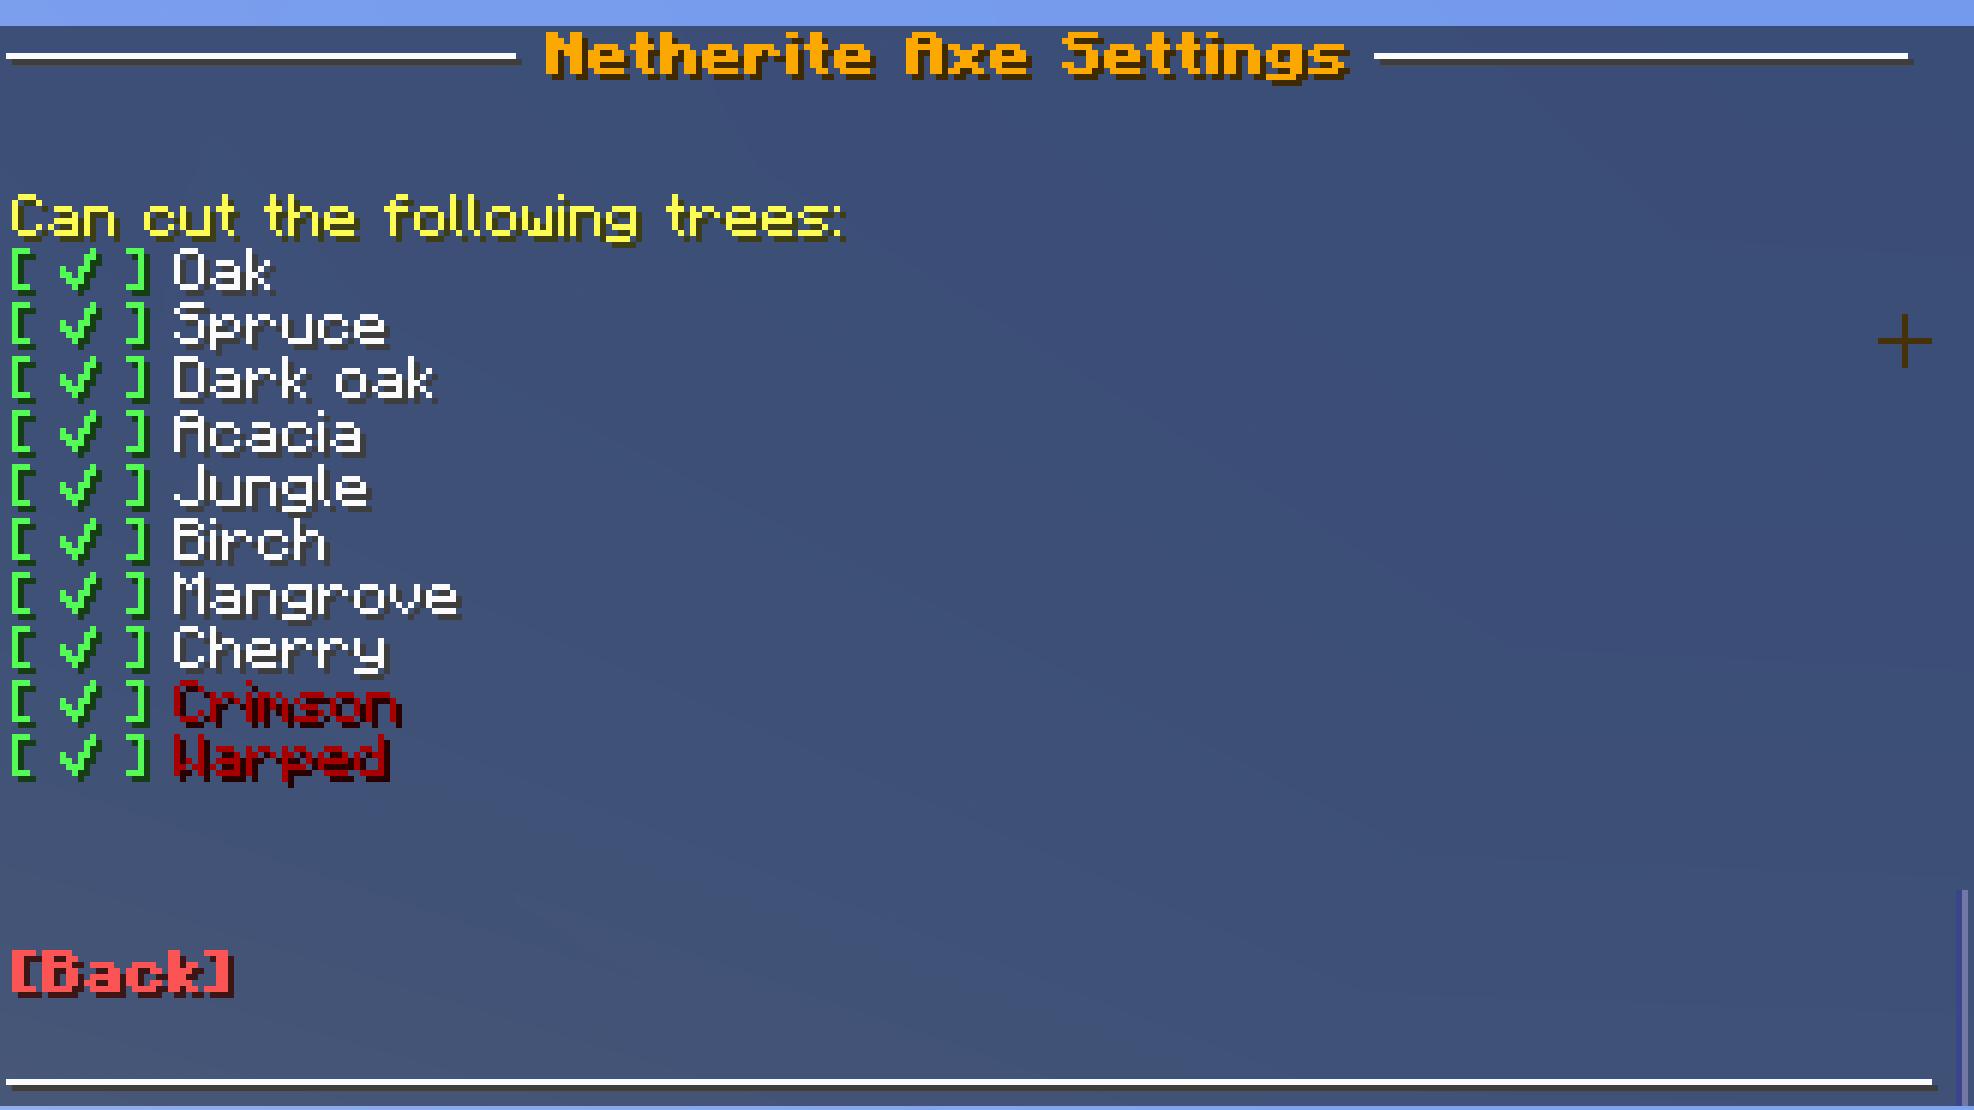 Netherite Axe Settings
Can cut the following trees:
[ ✔ ] Oak
[ ✔ ] Spruce
[ ✔ ] Dark oak
[ ✔ ] Acacia
[ ✔ ] Jungle
[ ✔ ] Birch
[ ✔ ] Mangrove
[ ✔ ] Cherry
[ ✔ ] Crimson
[ ✔ ] Warped
[Back]